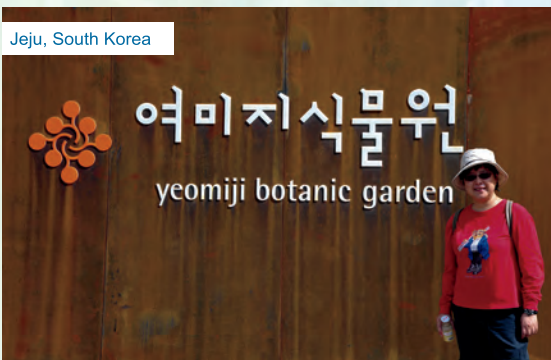 Jeju, South Korea
여미지식물원
yeomiji botanic garden